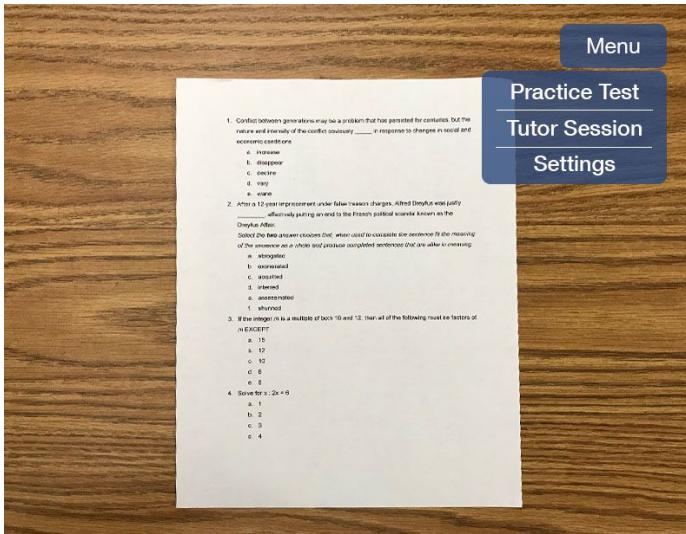 Menu
Practice Test
Tutor Session
Settings
1. Conflict between generations may be a problem that has persisted for centuries, but the
nature and intensity of the conflict obviously _____ in response to changes in social and
economic conditions
a. increase
b. disappear
c. decline
d. vary
e. wane
2. After a 12-year imprisonment under false treason charges, Alfred Dreyfus was justly
________, effectively putting an end to the French political scandal known as the
Dreyfus Affair.
Select the two answer choices that, when used to complete the sentence fit the meaning
of the sentence as a whole and produce completed sentences that are alike in meaning.
a. abrogated
b. exonerated
c. acquitted
d. interred
e. assassinated
f. shunned
3. If the integer m is a multiple of both 10 and 12, then all of the following must be factors of
m EXCEPT
a. 15
b. 12
c. 10
d. 8
e. 6
4. Solve for x : 2x = 6
a. 1
b. 2
c. 3
c. 4